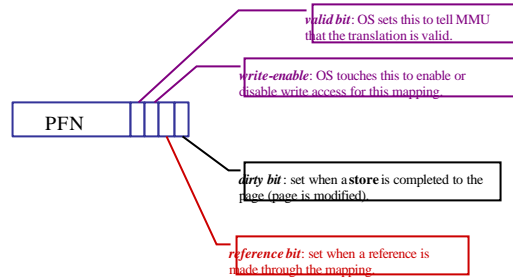 valid bit: OS sets this to tell MMU
that the translation is valid.
write-enable: OS touches this to enable or
disable write access for this mapping.
PFN
dirty bit: set when a store is completed to the
page (page is modified).
reference bit: set when a reference is
made through the mapping.